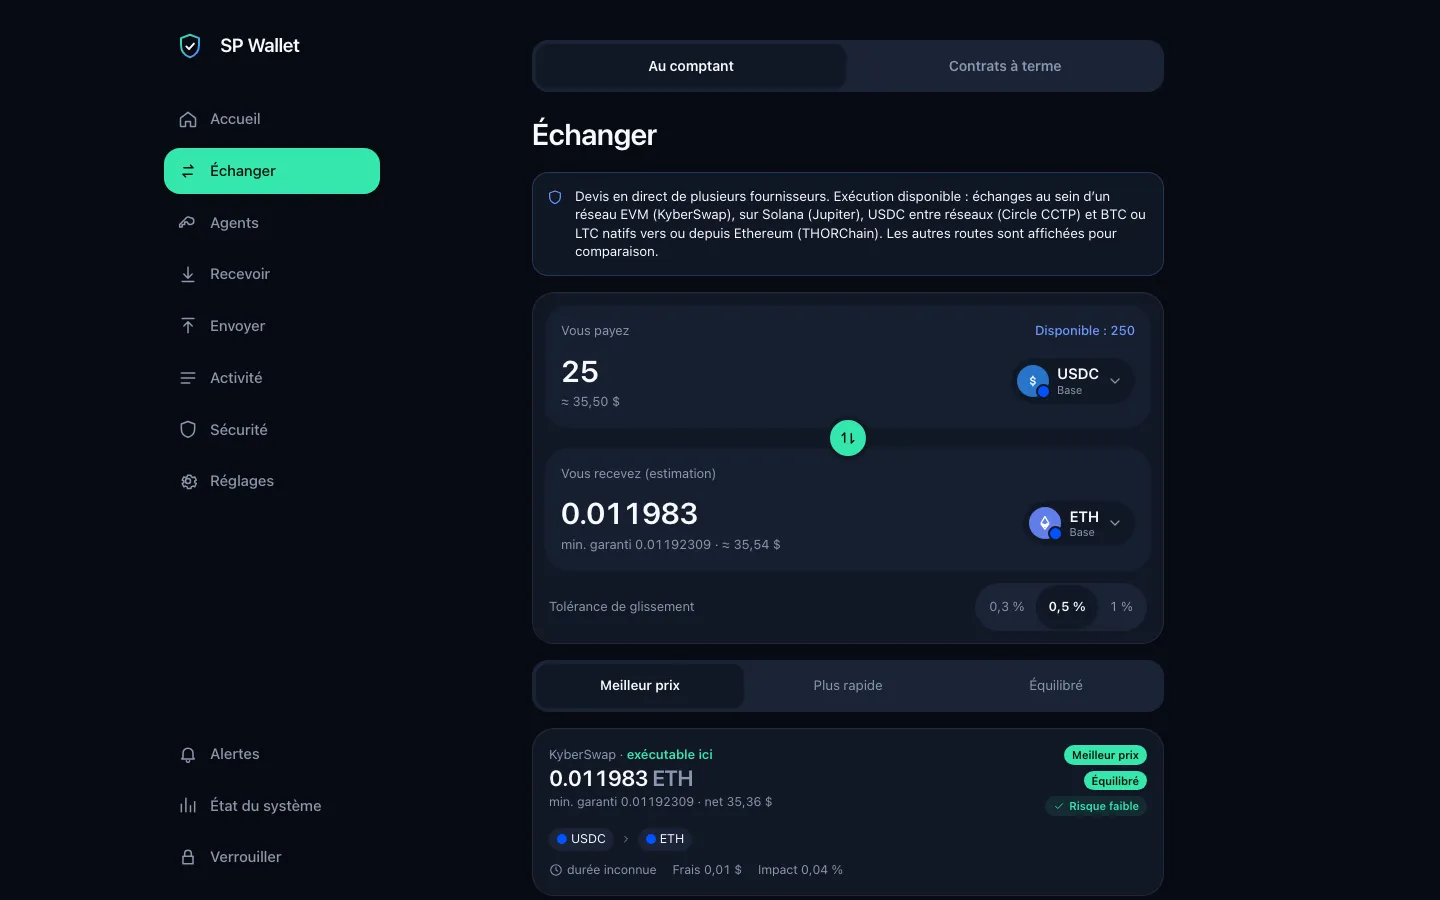 SP Wallet
Accueil
Échanger
Agents
Recevoir
Envoyer
Activité
Sécurité
Réglages
Alertes
État du système
Verrouiller
Au comptant
Contrats à terme
Échanger
Devis en direct de plusieurs fournisseurs. Exécution disponible : échanges au sein d’un
réseau EVM (KyberSwap), sur Solana (Jupiter), USDC entre réseaux (Circle CCTP) et BTC ou
LTC natifs vers ou depuis Ethereum (THORChain). Les autres routes sont affichées pour
comparaison.
Vous payez
Disponible : 250
25
≈ 35,50 $
$
USDC
Base
Vous recevez (estimation)
0.011983
min. garanti 0.01192309 · ≈ 35,54 $
ETH
Base
Tolérance de glissement
0,3 %
0,5 %
1 %
Meilleur prix
Plus rapide
Équilibré
KyberSwap · exécutable ici
0.011983 ETH
min. garanti 0.01192309 · net 35,36 $
Meilleur prix
Équilibré
Risque faible
USDC
ETH
durée inconnue
Frais 0,01 $
Impact 0,04 %